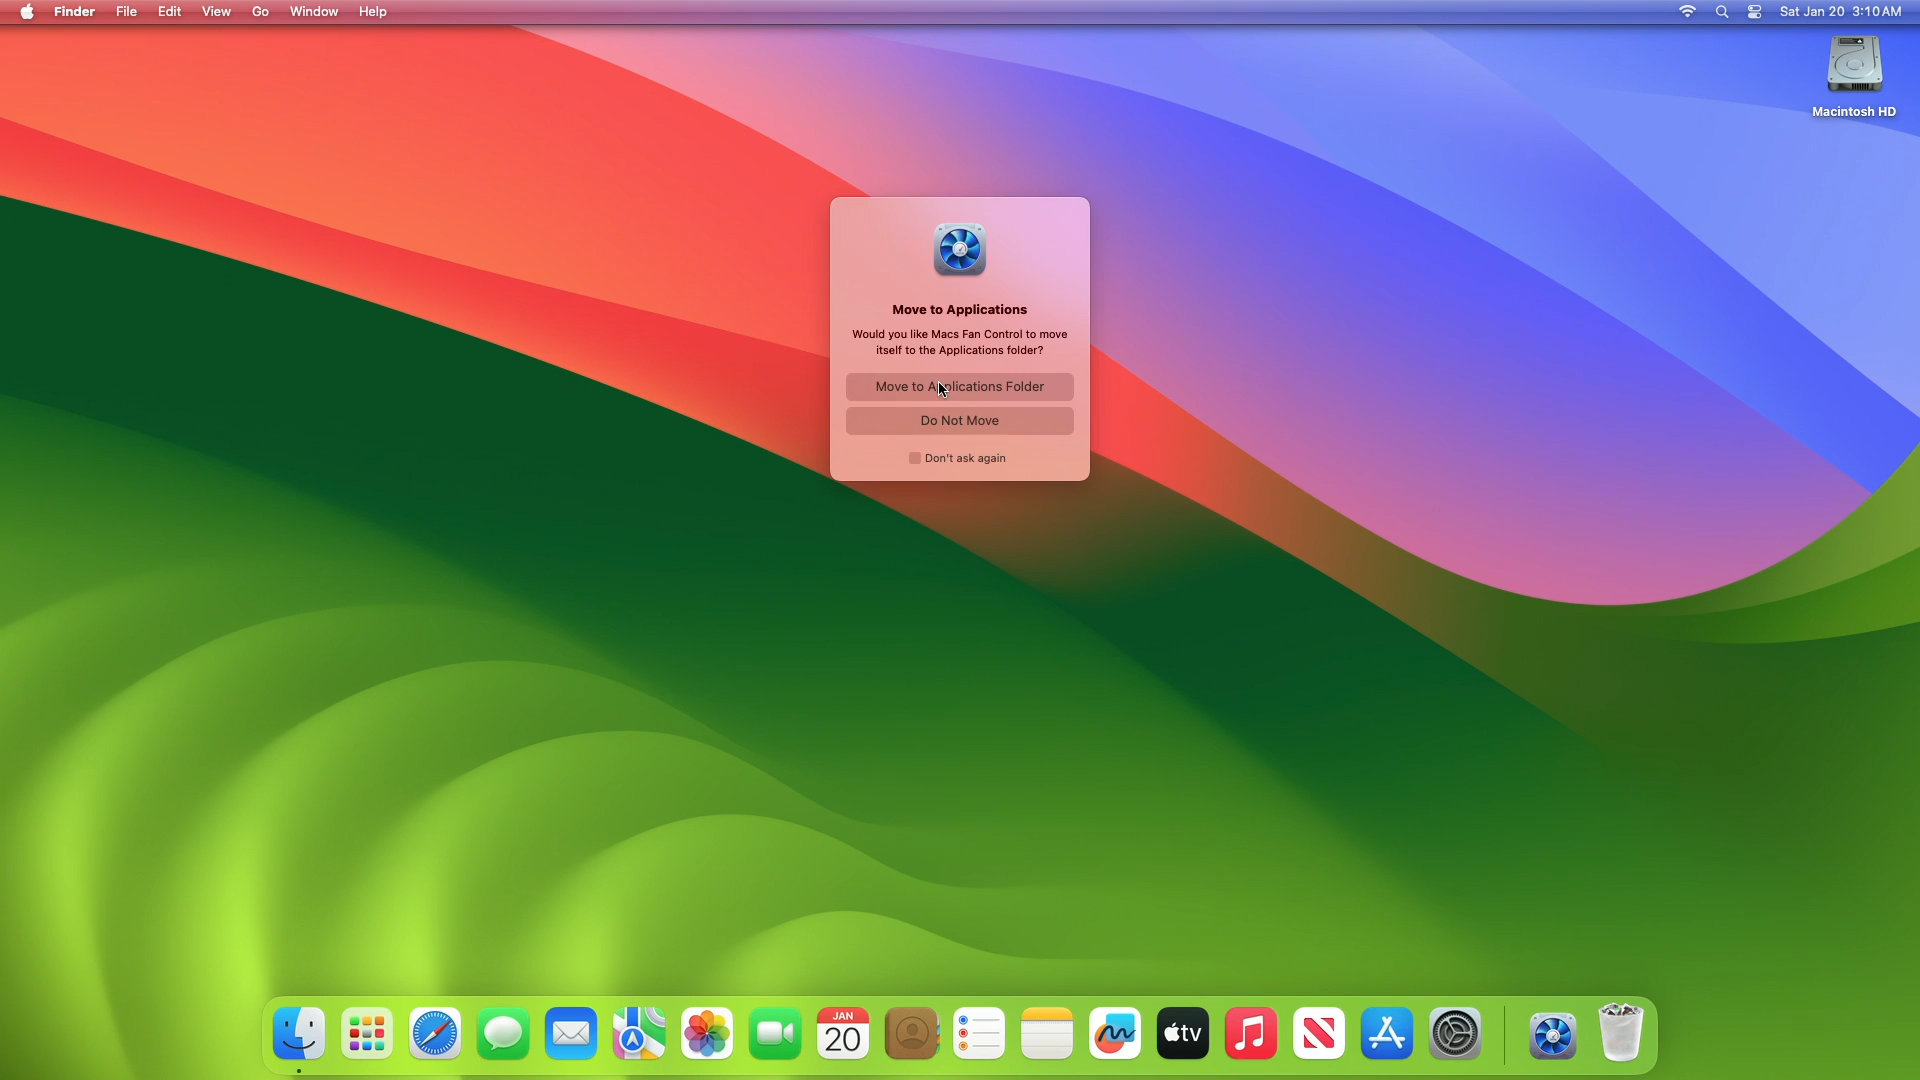 Finder File Edit View Go Window Help
Sat Jan 20 3:10 AM
Macintosh HD
Move to Applications
Would you like Macs Fan Control to move
itself to the Applications folder?
Move to Applications Folder
Do Not Move
Don't ask again
JAN
20
tv